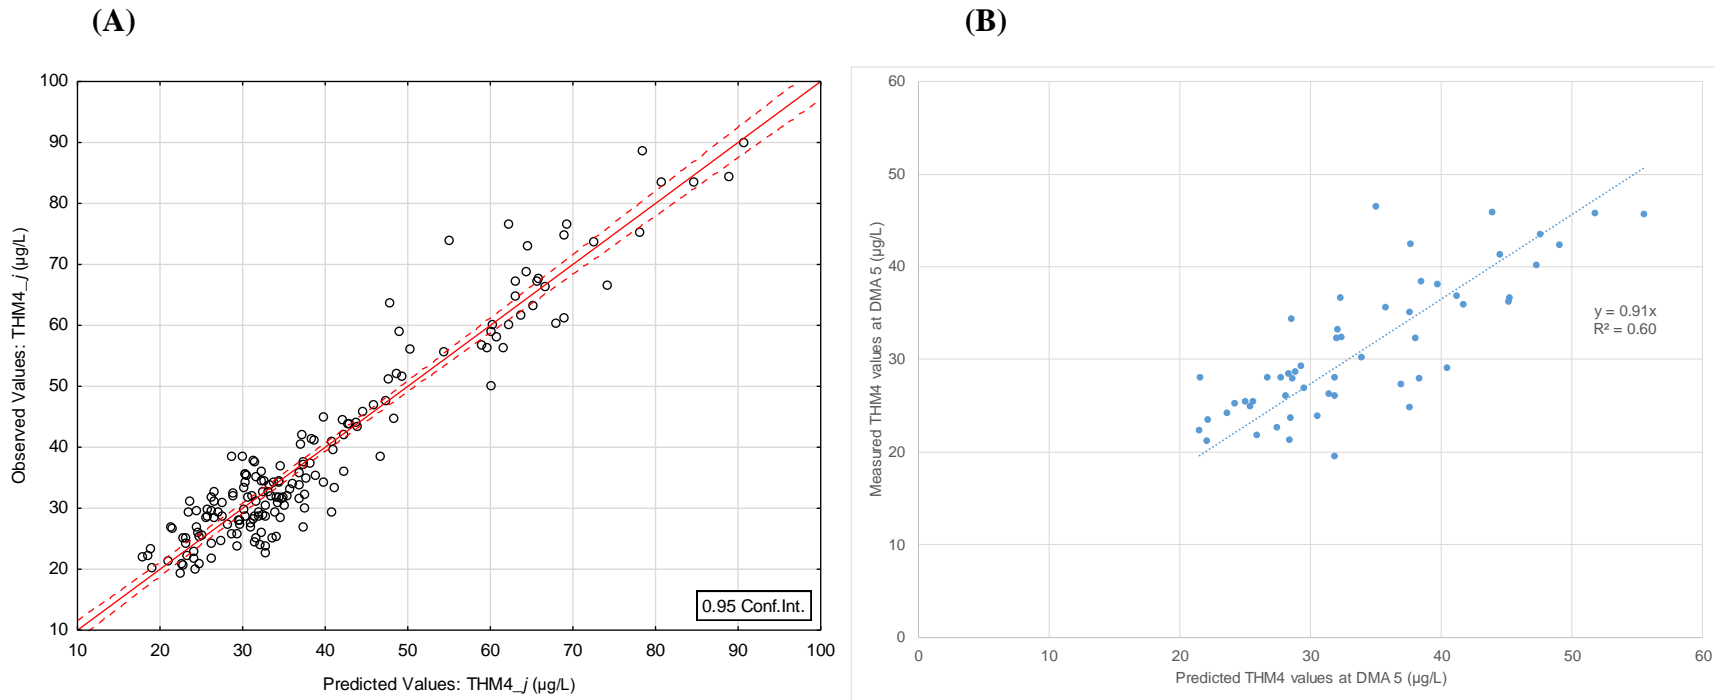 (A)
(B)
100
90
80
70
60
50
40
30
20
10
Observed Values: THM4_j (µg/L)
0.95 Conf.Int.
10 20 30 40 50 60 70 80 90 100
Predicted Values: THM4_j (µg/L)
60
50
40
30
20
10
0
Measured THM4 values at DMA 5 (µg/L)
y = 0.91x
R² = 0.60
0 10 20 30 40 50 60
Predicted THM4 values at DMA 5 (µg/L)